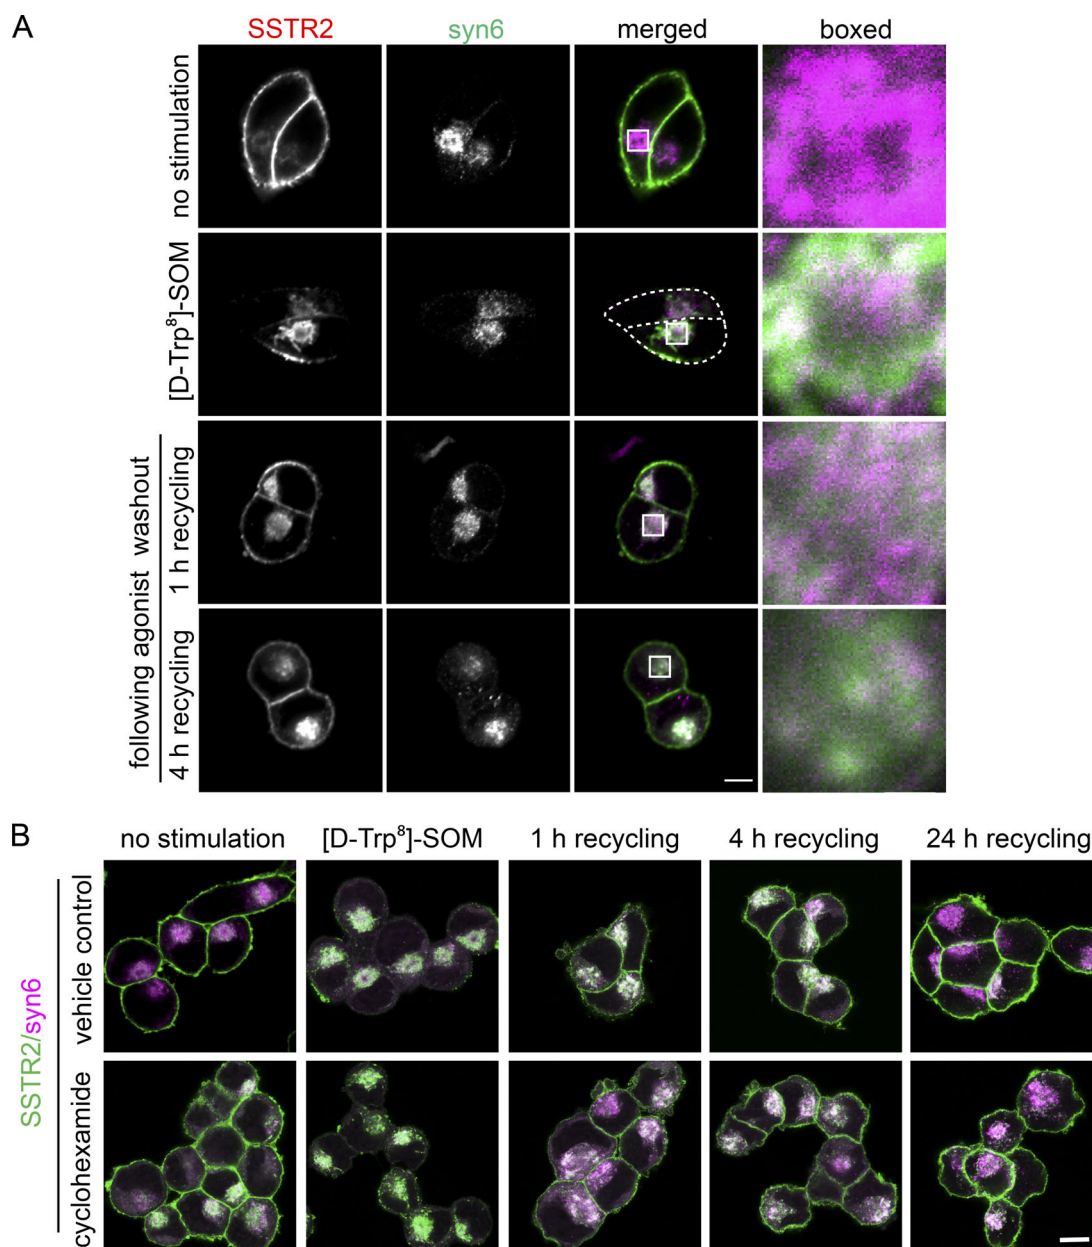 A
SSTR2 syn6 merged boxed
no stimulation
[D-Trp⁸]-SOM
following agonist washout
1 h recycling
4 h recycling
B
no stimulation [D-Trp⁸]-SOM 1 h recycling 4 h recycling 24 h recycling
SSTR2/syn6
vehicle control
cyclohexamide